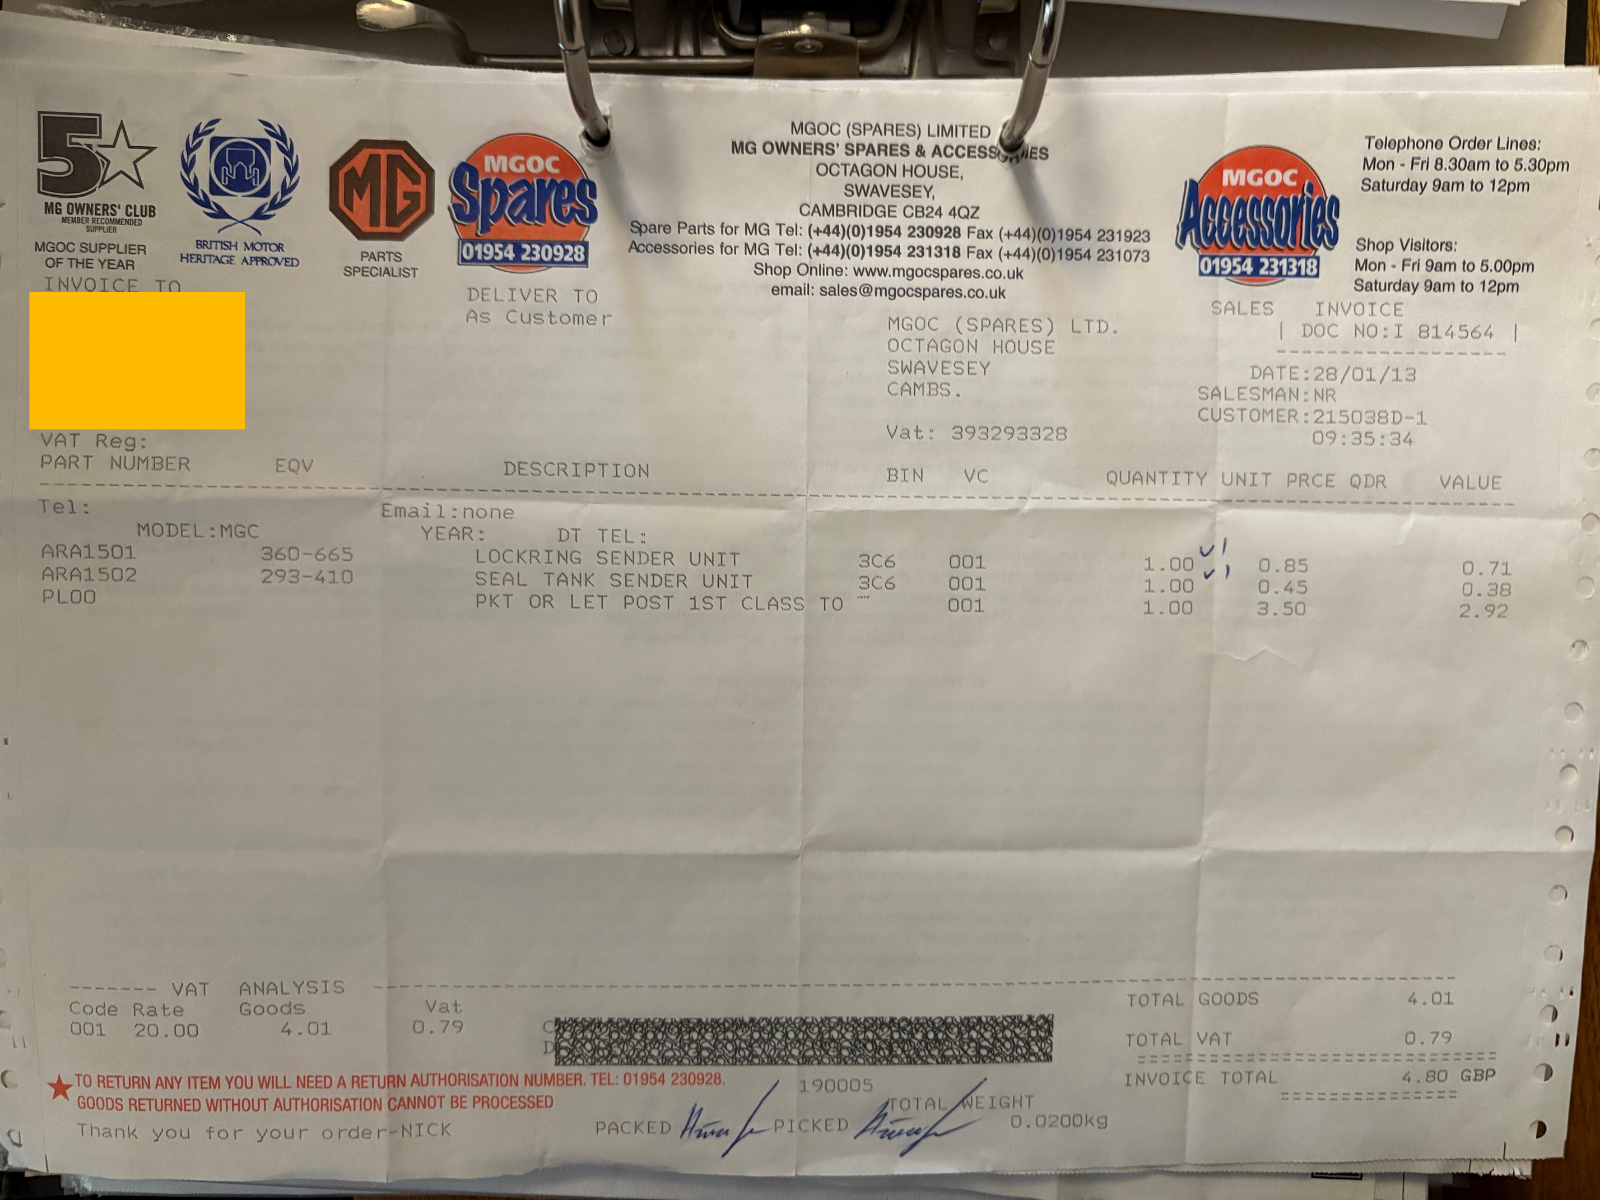 5
MG OWNERS' CLUB
MEMBER RECOMMENDED
SUPPLIER
MGOC SUPPLIER
OF THE YEAR
BRITISH MOTOR
HERITAGE APPROVED
MG
PARTS
SPECIALIST
MGOC
Spares
01954 230928
MGOC (SPARES) LIMITED
MG OWNERS' SPARES & ACCESSORIES
OCTAGON HOUSE,
SWAVESEY,
CAMBRIDGE CB24 4QZ
Spare Parts for MG Tel: (+44)(0)1954 230928 Fax (+44)(0)1954 231923
Accessories for MG Tel: (+44)(0)1954 231318 Fax (+44)(0)1954 231073
Shop Online: www.mgocspares.co.uk
email: sales@mgocspares.co.uk
MGOC
Accessories
01954 231318
Telephone Order Lines:
Mon - Fri 8.30am to 5.30pm
Saturday 9am to 12pm
Shop Visitors:
Mon - Fri 9am to 5.00pm
Saturday 9am to 12pm
INVOICE TO
DELIVER TO
As Customer
MGOC (SPARES) LTD.
OCTAGON HOUSE
SWAVESEY
CAMBS.
Vat: 393293328
SALES INVOICE
| DOC NO:I 814564 |
DATE:28/01/13
SALESMAN:NR
CUSTOMER:215038D-1
09:35:34
VAT Reg:
PART NUMBER EQV DESCRIPTION BIN VC QUANTITY UNIT PRCE QDR VALUE
Tel: Email:none
MODEL:MGC YEAR: DT TEL:
ARA1501 360-665 LOCKRING SENDER UNIT 3C6 001 1.00 0.85 0.71
ARA1502 293-410 SEAL TANK SENDER UNIT 3C6 001 1.00 0.45 0.38
PL00 PKT OR LET POST 1ST CLASS TO 001 1.00 3.50 2.92
------- VAT ANALYSIS
Code Rate Goods Vat
001 20.00 4.01 0.79
TOTAL GOODS 4.01
TOTAL VAT 0.79
INVOICE TOTAL 4.80 GBP
TO RETURN ANY ITEM YOU WILL NEED A RETURN AUTHORISATION NUMBER. TEL: 01954 230928.
GOODS RETURNED WITHOUT AUTHORISATION CANNOT BE PROCESSED
Thank you for your order-NICK
190005
TOTAL WEIGHT
PACKED PICKED 0.0200kg